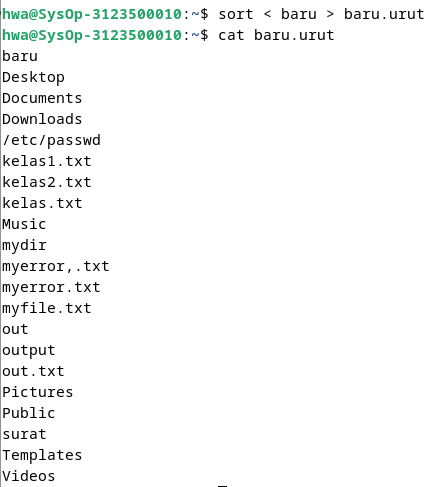 hwa@SysOp-3123500010:~$ sort < baru > baru.urut
hwa@SysOp-3123500010:~$ cat baru.urut
baru
Desktop
Documents
Downloads
/etc/passwd
kelas1.txt
kelas2.txt
kelas.txt
Music
mydir
myerror,.txt
myerror.txt
myfile.txt
out
output
out.txt
Pictures
Public
surat
Templates
Videos